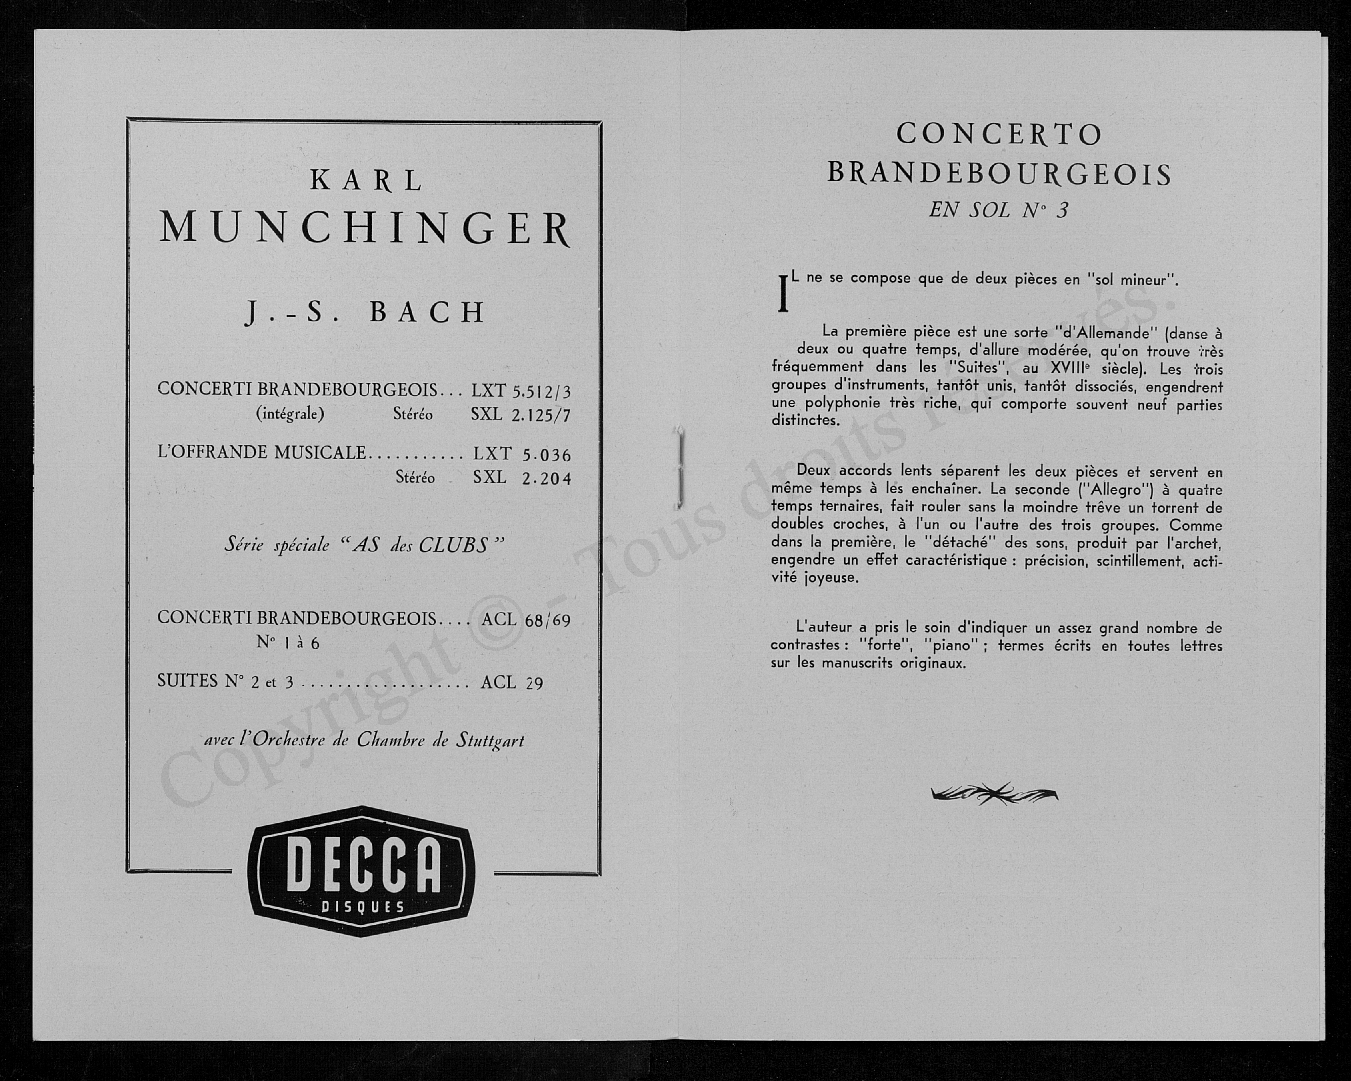 KARL
MUNCHINGER
J.-S. BACH
CONCERTI BRANDEBOURGEOIS... LXT 5.512/3
(intégrale) Stéréo SXL 2.125/7
L'OFFRANDE MUSICALE........... LXT 5.036
Stéréo SXL 2.204
Série spéciale “AS des CLUBS”
CONCERTI BRANDEBOURGEOIS.... ACL 68/69
N° 1 à 6
SUITES N° 2 et 3 ................... ACL 29
avec l'Orchestre de Chambre de Stuttgart
DECCA
DISQUES
CONCERTO
BRANDEBOURGEOIS
EN SOL N° 3
IL ne se compose que de deux pièces en "sol mineur".
La première pièce est une sorte "d'Allemande" (danse à
deux ou quatre temps, d'allure modérée, qu'on trouve très
fréquemment dans les "Suites", au XVIIIe siècle). Les trois
groupes d'instruments, tantôt unis, tantôt dissociés, engendrent
une polyphonie très riche, qui comporte souvent neuf parties
distinctes.
Deux accords lents séparent les deux pièces et servent en
même temps à les enchaîner. La seconde ("Allegro") à quatre
temps ternaires, fait rouler sans la moindre trêve un torrent de
doubles croches, à l'un ou l'autre des trois groupes. Comme
dans la première, le "détaché" des sons, produit par l'archet,
engendre un effet caractéristique : précision, scintillement, acti-
vité joyeuse.
L'auteur a pris le soin d'indiquer un assez grand nombre de
contrastes : "forte", "piano" ; termes écrits en toutes lettres
sur les manuscrits originaux.
Copyright © - Tous droits réservés.